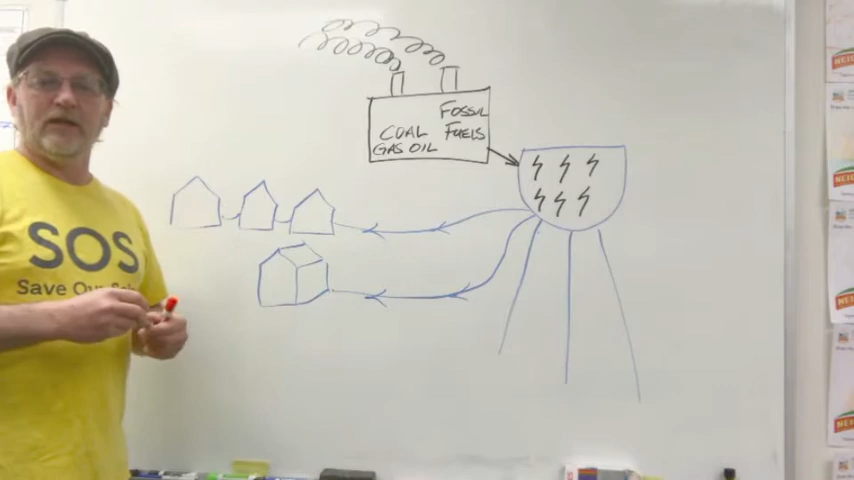 FOSSIL
COAL FUELS
GAS OIL
SOS
Save Our